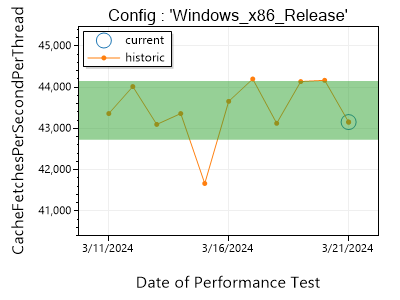 Config : 'Windows_x86_Release'
CacheFetchesPerSecondPerThread
45,000
44,000
43,000
42,000
41,000
current
historic
3/11/2024
3/16/2024
3/21/2024
Date of Performance Test